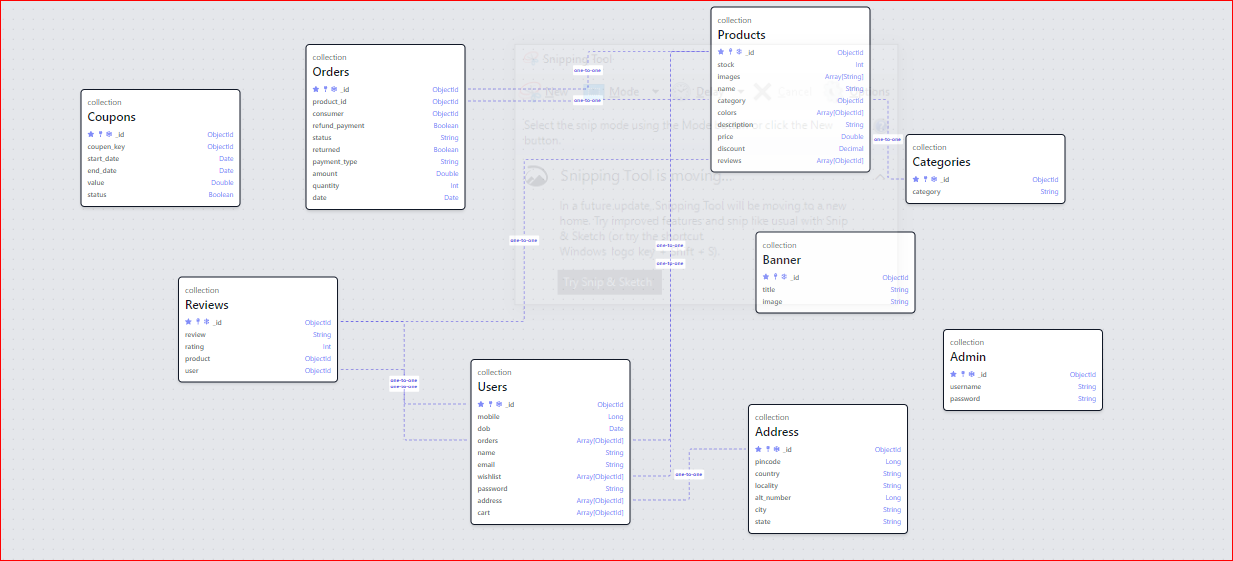 collection
Products
_id ObjectId
stock Int
images Array[String]
name String
category ObjectId
colors Array[ObjectId]
description String
price Double
discount Decimal
reviews Array[ObjectId]
collection
Orders
_id ObjectId
product_id ObjectId
consumer ObjectId
refund_payment Boolean
status String
returned Boolean
payment_type String
amount Double
quantity Int
date Date
collection
Coupons
_id ObjectId
coupen_key ObjectId
start_date Date
end_date Date
value Double
status Boolean
Snipping Tool
New Mode Cancel Options
Select the snip mode using the Mode or click the New
button.
Snipping Tool is moving...
In a future update, Snipping Tool will be moving to a new
home. Try improved features and snip like usual with Snip
& Sketch (or try the shortcut
Windows logo key + Shift + S).
Try Snip & Sketch
one-to-one
one-to-one
one-to-one
one-to-one
one-to-one
one-to-one
collection
Categories
_id ObjectId
category String
collection
Banner
_id ObjectId
title String
image String
collection
Reviews
_id ObjectId
review String
rating Int
product ObjectId
user ObjectId
one-to-one
one-to-one
collection
Users
_id ObjectId
mobile Long
dob Date
orders Array[ObjectId]
name String
email String
wishlist Array[ObjectId]
password String
address Array[ObjectId]
cart Array[ObjectId]
one-to-one
collection
Admin
_id ObjectId
username String
password String
collection
Address
_id ObjectId
pincode Long
country String
locality String
alt_number Long
city String
state String